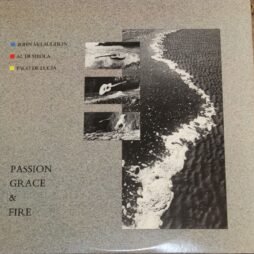 JOHN McLAUGHLIN
AL DI MEOLA
PACO DE LUCIA
PASSION
GRACE
&
FIRE